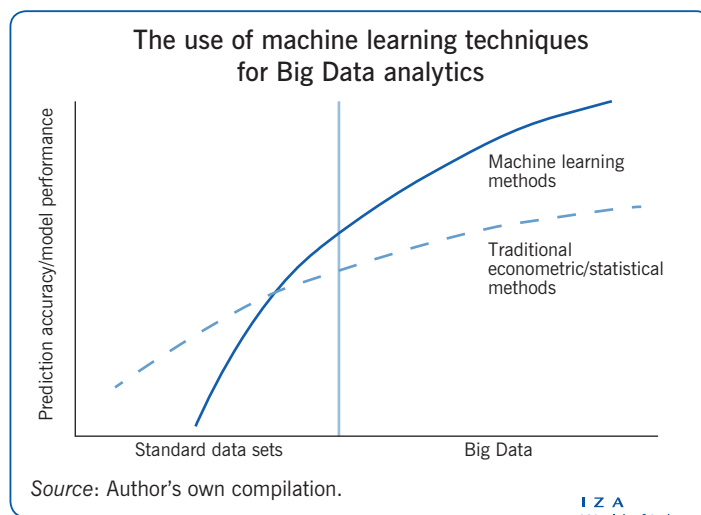 The use of machine learning techniques
for Big Data analytics
Prediction accuracy/model performance
Machine learning
methods
Traditional
econometric/statistical
methods
Standard data sets
Big Data
Source: Author's own compilation.
I Z A